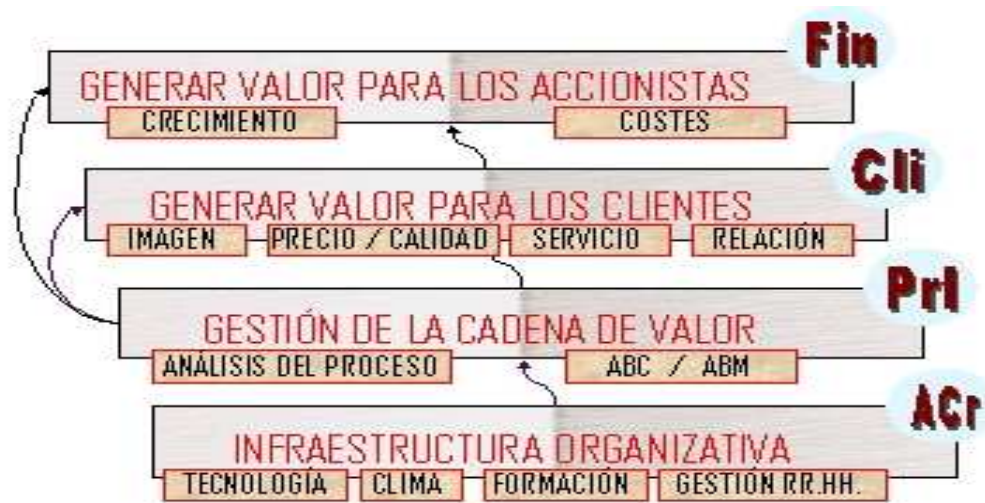 Fin
GENERAR VALOR PARA LOS ACCIONISTAS
CRECIMIENTO COSTES
Cli
GENERAR VALOR PARA LOS CLIENTES
IMAGEN PRECIO / CALIDAD SERVICIO RELACIÓN
PrI
GESTIÓN DE LA CADENA DE VALOR
ANÁLISIS DEL PROCESO ABC / ABM
ACr
INFRAESTRUCTURA ORGANIZATIVA
TECNOLOGÍA CLIMA FORMACIÓN GESTIÓN RR.HH.